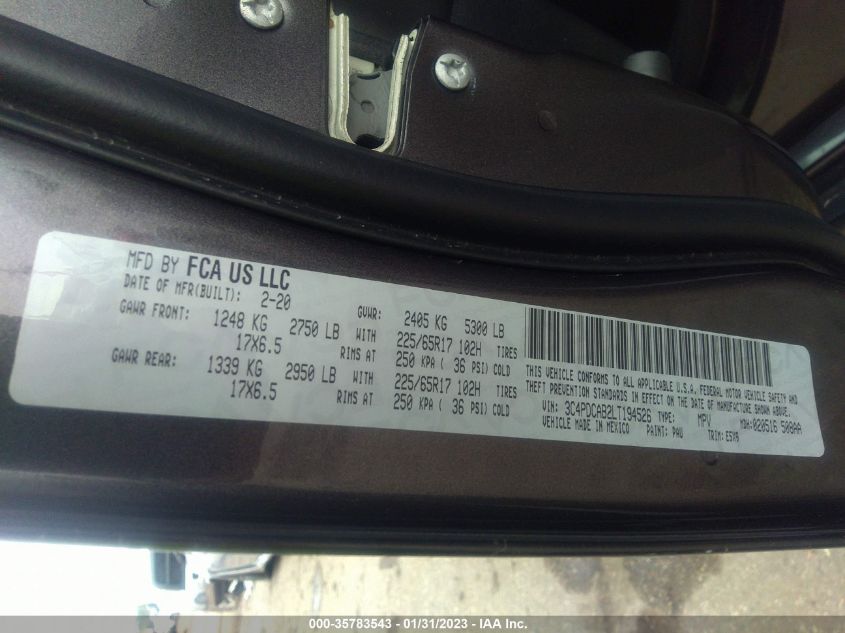 MFD BY FCA US LLC
DATE OF MFR(BUILT): 2-20
GVWR: 2405 KG 5300 LB
GAWR FRONT: 1248 KG 2750 LB WITH 225/65R17 102H TIRES
17X6.5 RIMS AT 250 KPA ( 36 PSI) COLD
GAWR REAR: 1339 KG 2950 LB WITH 225/65R17 102H TIRES
17X6.5 RIMS AT 250 KPA ( 36 PSI) COLD
THIS VEHICLE CONFORMS TO ALL APPLICABLE U.S.A. FEDERAL MOTOR VEHICLE SAFETY AND
THEFT PREVENTION STANDARDS IN EFFECT ON THE DATE OF MANUFACTURE SHOWN ABOVE.
VIN: 3C4PDCAB2LT194526 TYPE: MPV MDH:020516 508AA
VEHICLE MADE IN MEXICO PAINT: PAU TRIM: E5X9
000-35783543 - 01/31/2023 - IAA Inc.